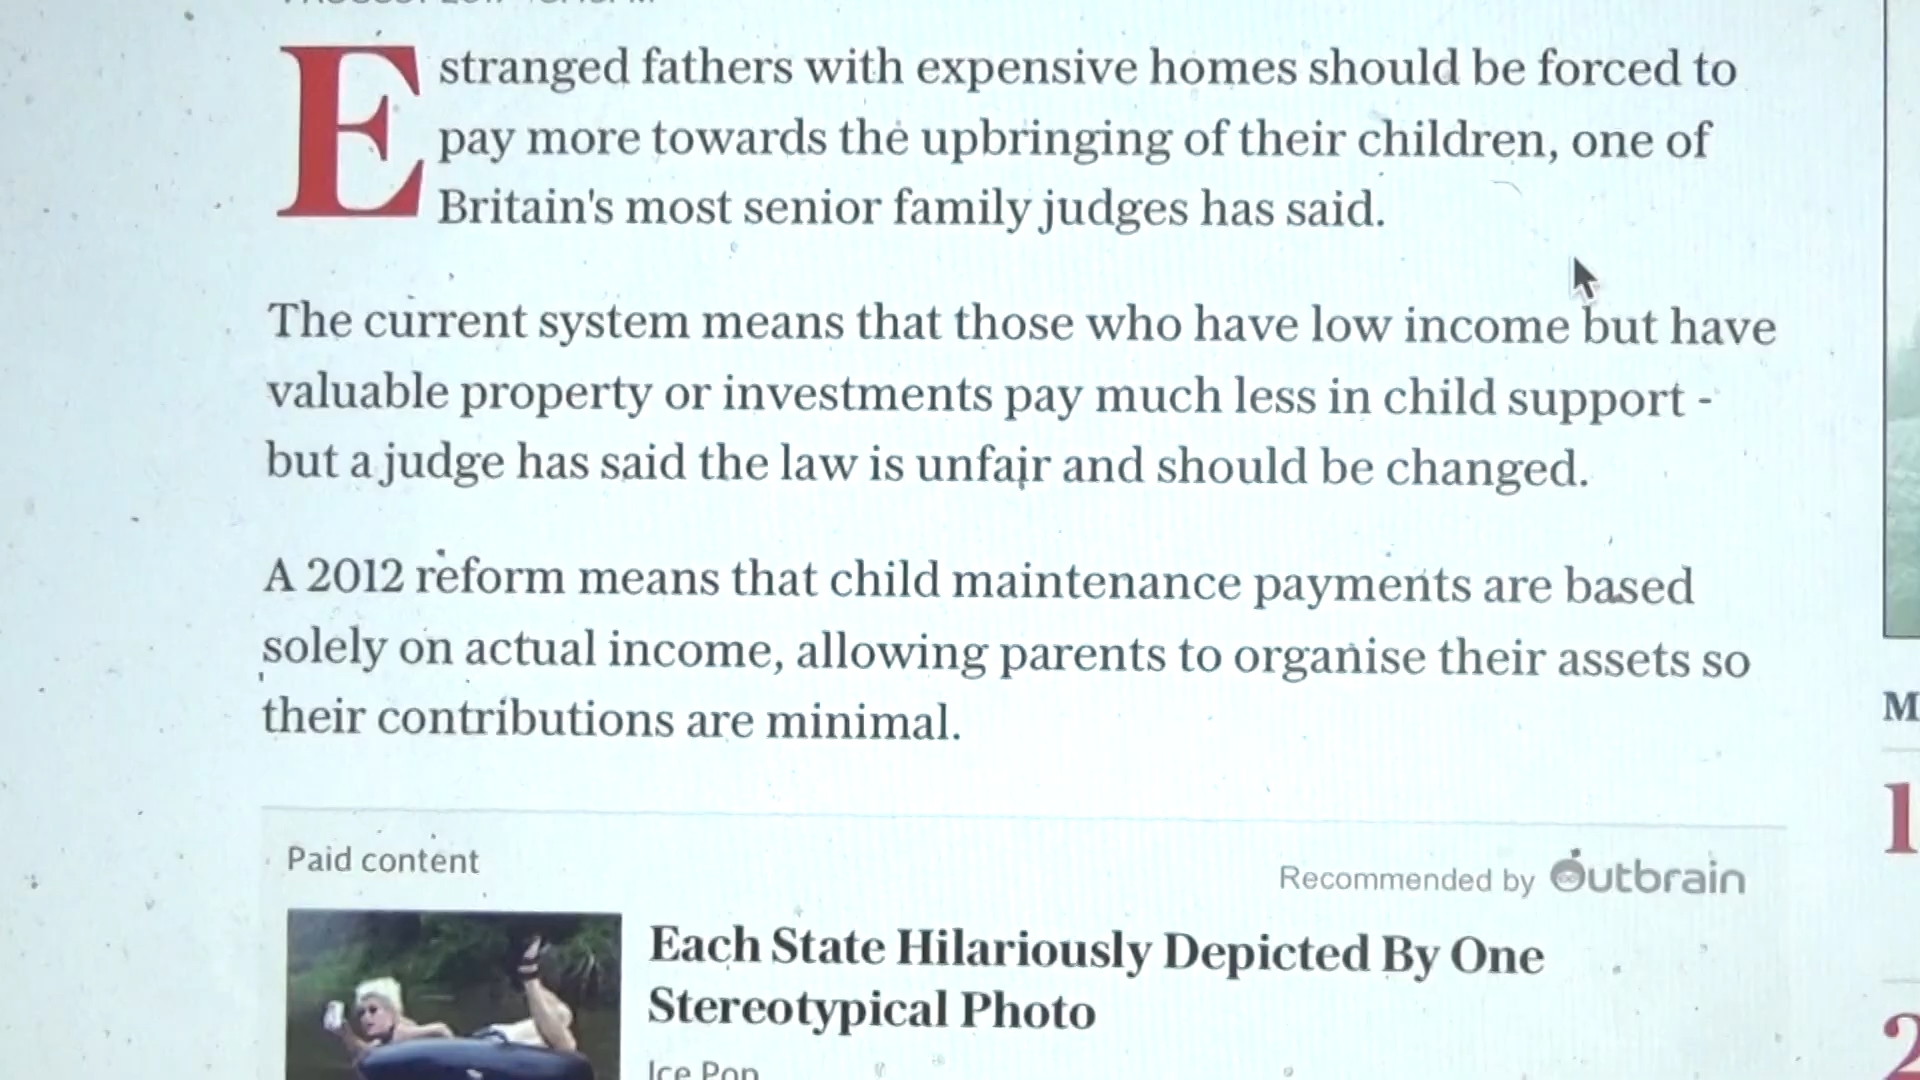 Estranged fathers with expensive homes should be forced to
pay more towards the upbringing of their children, one of
Britain's most senior family judges has said.
The current system means that those who have low income but have
valuable property or investments pay much less in child support -
but a judge has said the law is unfair and should be changed.
A 2012 reform means that child maintenance payments are based
solely on actual income, allowing parents to organise their assets so
their contributions are minimal.
Paid content
Recommended by Outbrain
Each State Hilariously Depicted By One
Stereotypical Photo
Ice Pop
M
1
2